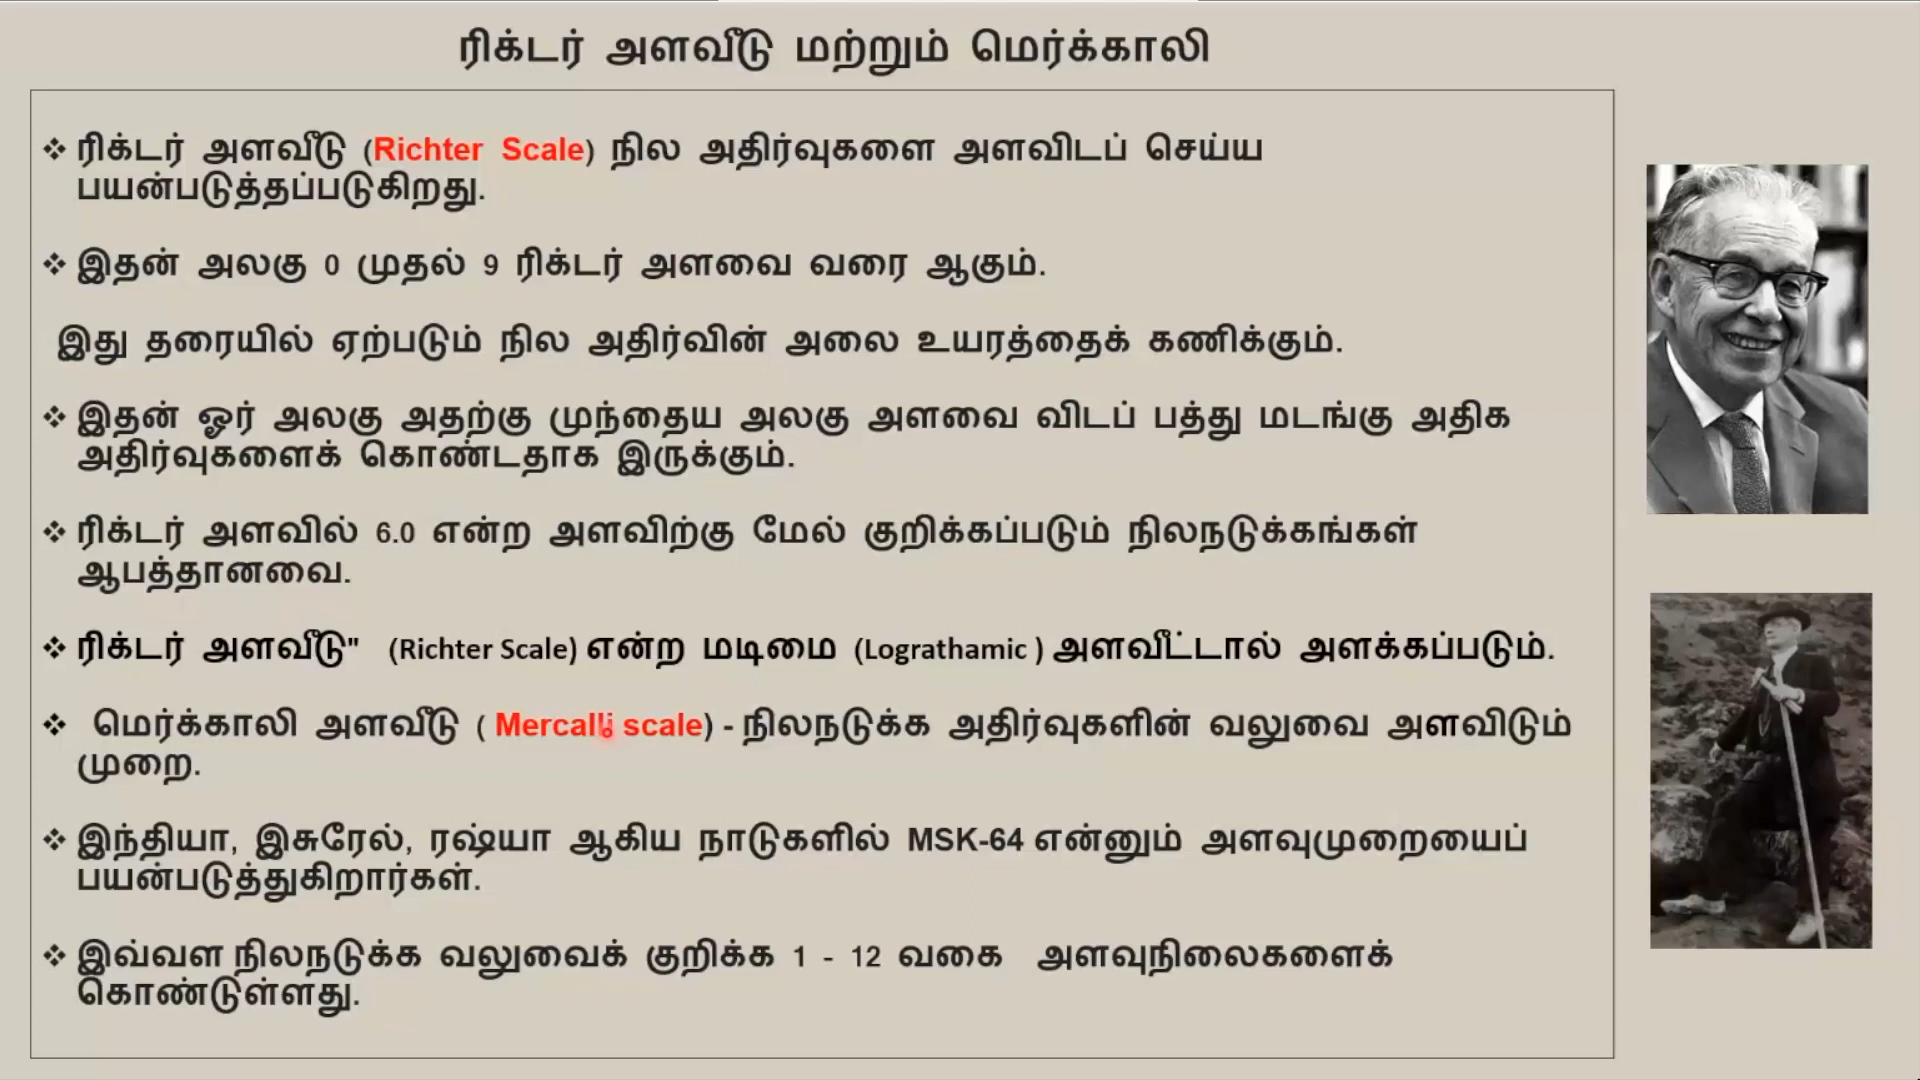 ரிக்டர் அளவீடு மற்றும் மெர்க்காலி
❖ ரிக்டர் அளவீடு (Richter Scale) நில அதிர்வுகளை அளவிடப் செய்ய
பயன்படுத்தப்படுகிறது.
❖ இதன் அலகு 0 முதல் 9 ரிக்டர் அளவை வரை ஆகும்.
இது தரையில் ஏற்படும் நில அதிர்வின் அலை உயரத்தைக் கணிக்கும்.
❖ இதன் ஓர் அலகு அதற்கு முந்தைய அலகு அளவை விடப் பத்து மடங்கு அதிக
அதிர்வுகளைக் கொண்டதாக இருக்கும்.
❖ ரிக்டர் அளவில் 6.0 என்ற அளவிற்கு மேல் குறிக்கப்படும் நிலநடுக்கங்கள்
ஆபத்தானவை.
❖ ரிக்டர் அளவீடு" (Richter Scale) என்ற மடிமை (Lograthamic ) அளவீட்டால் அளக்கப்படும்.
❖ மெர்க்காலி அளவீடு ( Mercalli scale) - நிலநடுக்க அதிர்வுகளின் வலுவை அளவிடும்
முறை.
❖ இந்தியா, இசுரேல், ரஷ்யா ஆகிய நாடுகளில் MSK-64 என்னும் அளவுமுறையைப்
பயன்படுத்துகிறார்கள்.
❖ இவ்வள நிலநடுக்க வலுவைக் குறிக்க 1 - 12 வகை அளவுநிலைகளைக்
கொண்டுள்ளது.